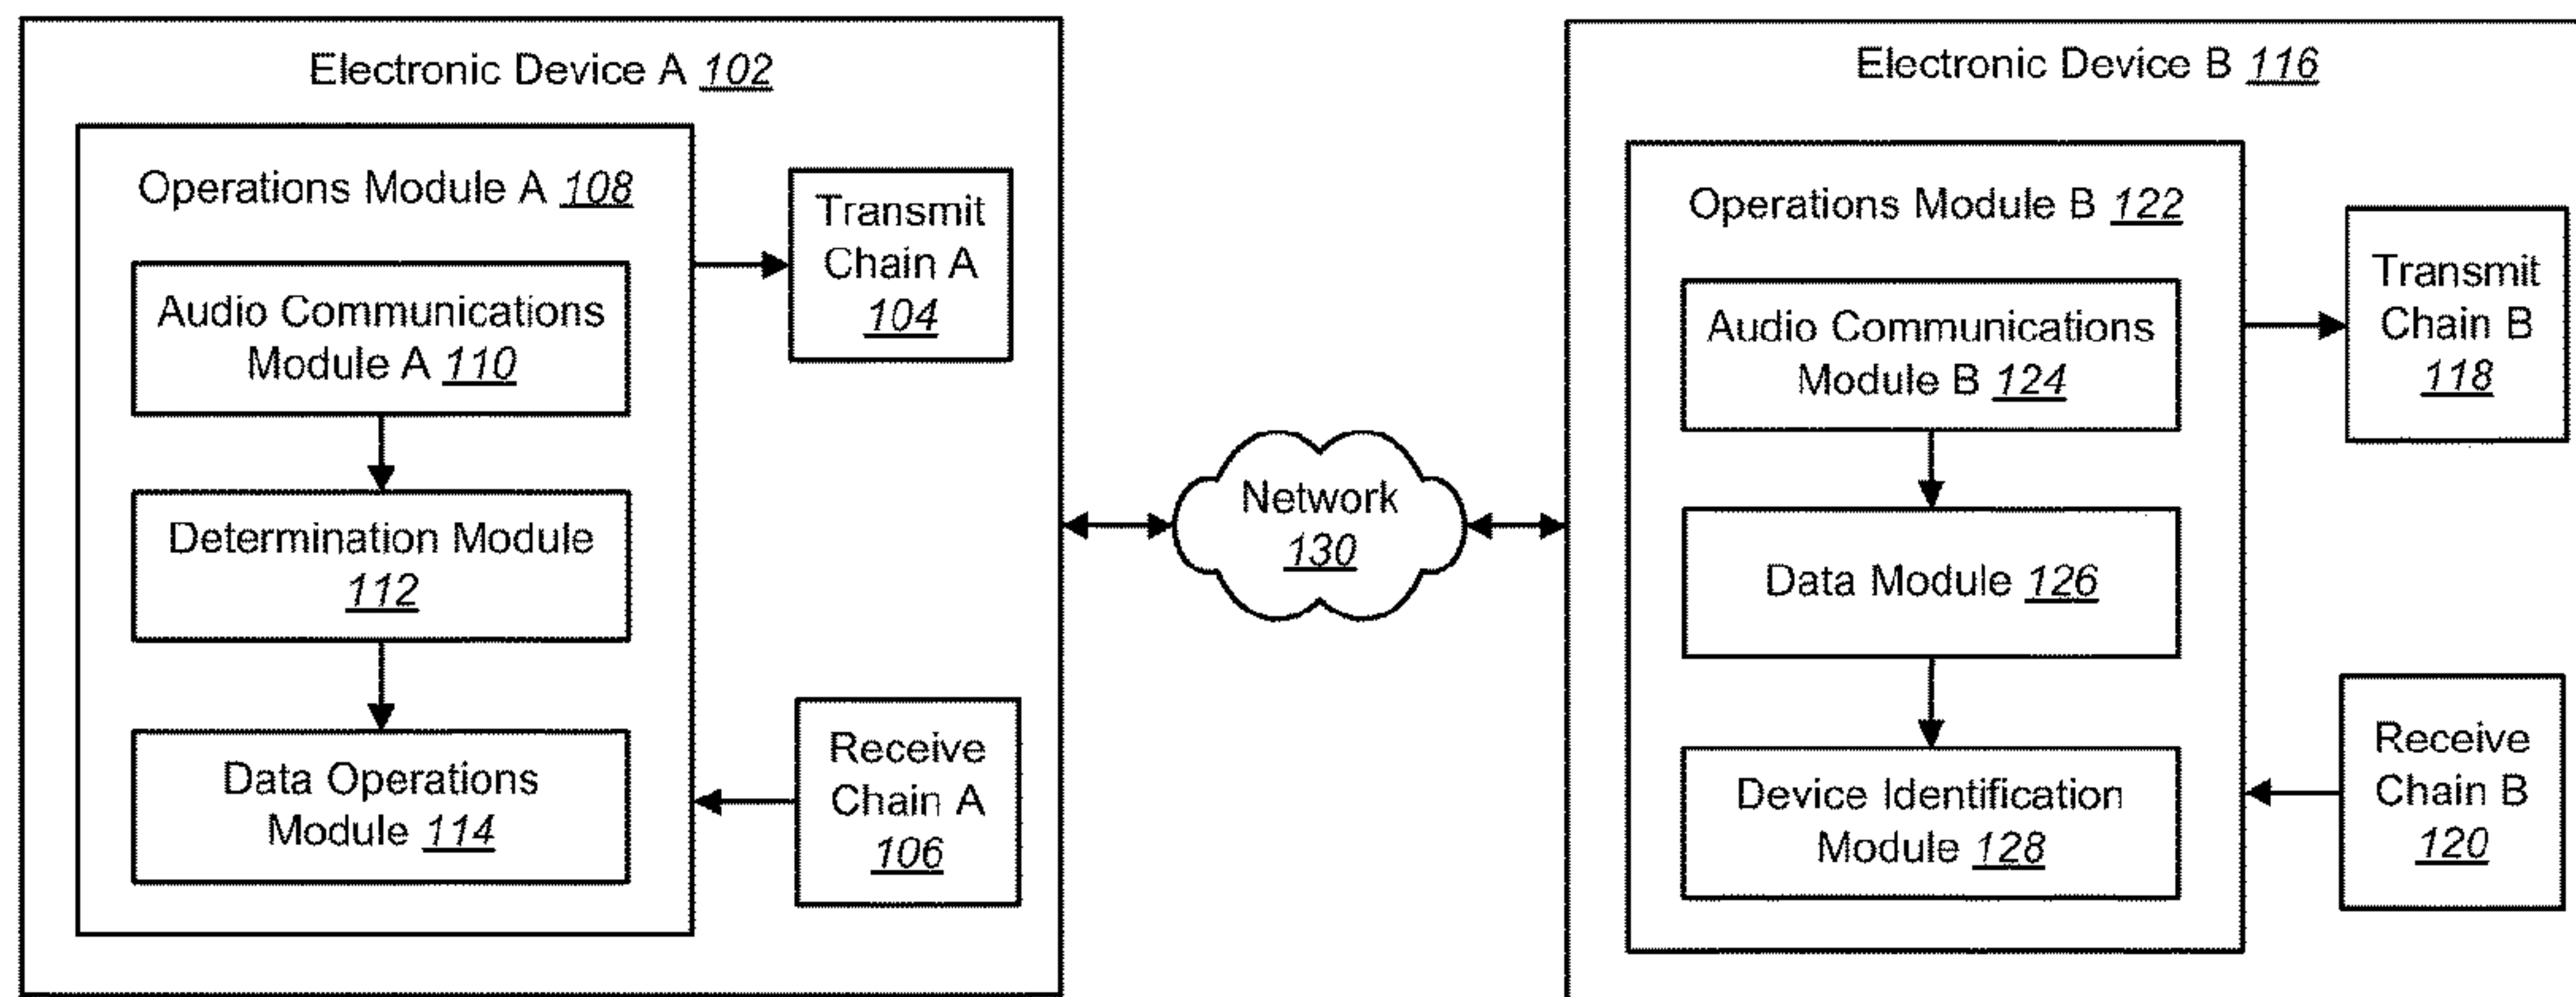 Electronic Device A 102
Operations Module A 108
Audio Communications
Module A 110
Determination Module
112
Data Operations
Module 114
Transmit
Chain A
104
Receive
Chain A
106
Network
130
Electronic Device B 116
Operations Module B 122
Audio Communications
Module B 124
Data Module 126
Device Identification
Module 128
Transmit
Chain B
118
Receive
Chain B
120